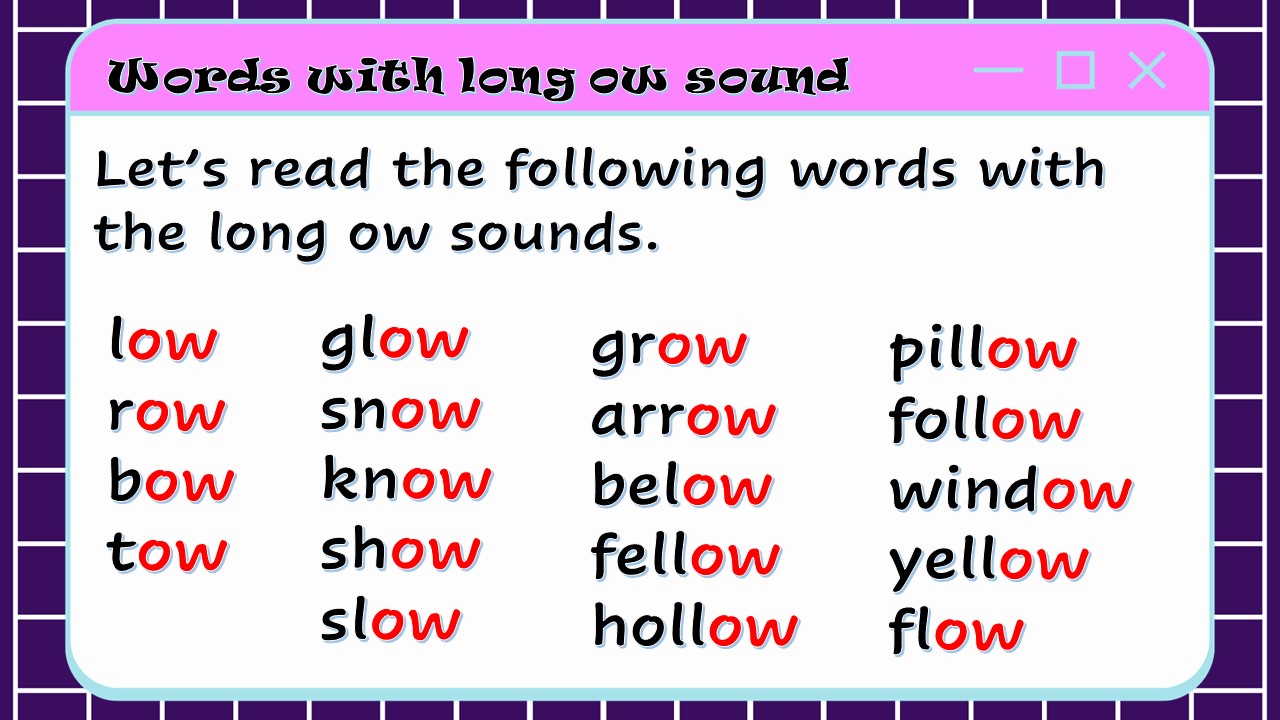 Words with long ow sound
Let's read the following words with
the long ow sounds.
low
row
bow
tow
glow
snow
know
show
slow
grow
arrow
below
fellow
hollow
pillow
follow
window
yellow
flow